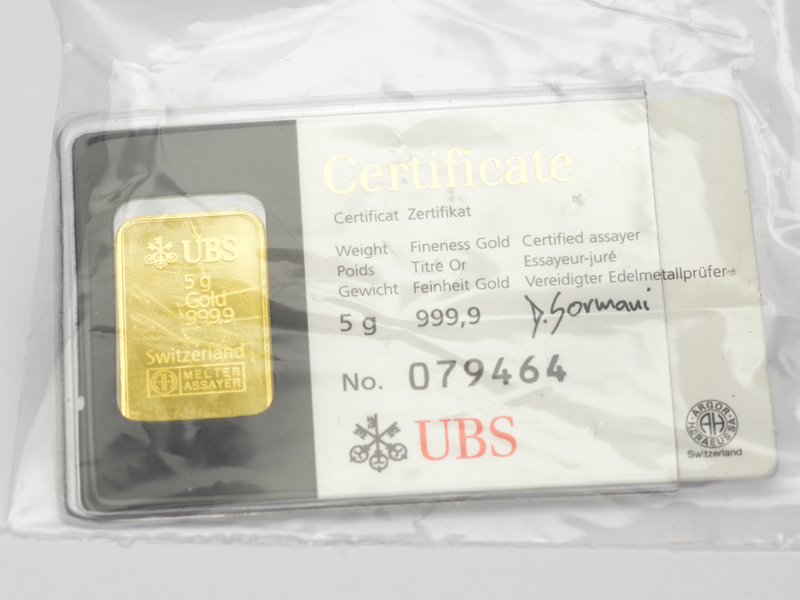 UBS
5 g
Gold
999,9
Switzerland
MELTER
ASSAYER
Certificate
Certificat Zertifikat
Weight Fineness Gold Certified assayer
Poids Titre Or Essayeur-juré
Gewicht Feinheit Gold Vereidigter Edelmetallprüfer
5 g 999,9 D. Sormani
No. 079464
UBS
ARGOR
AH
HERAEUS SA
Switzerland